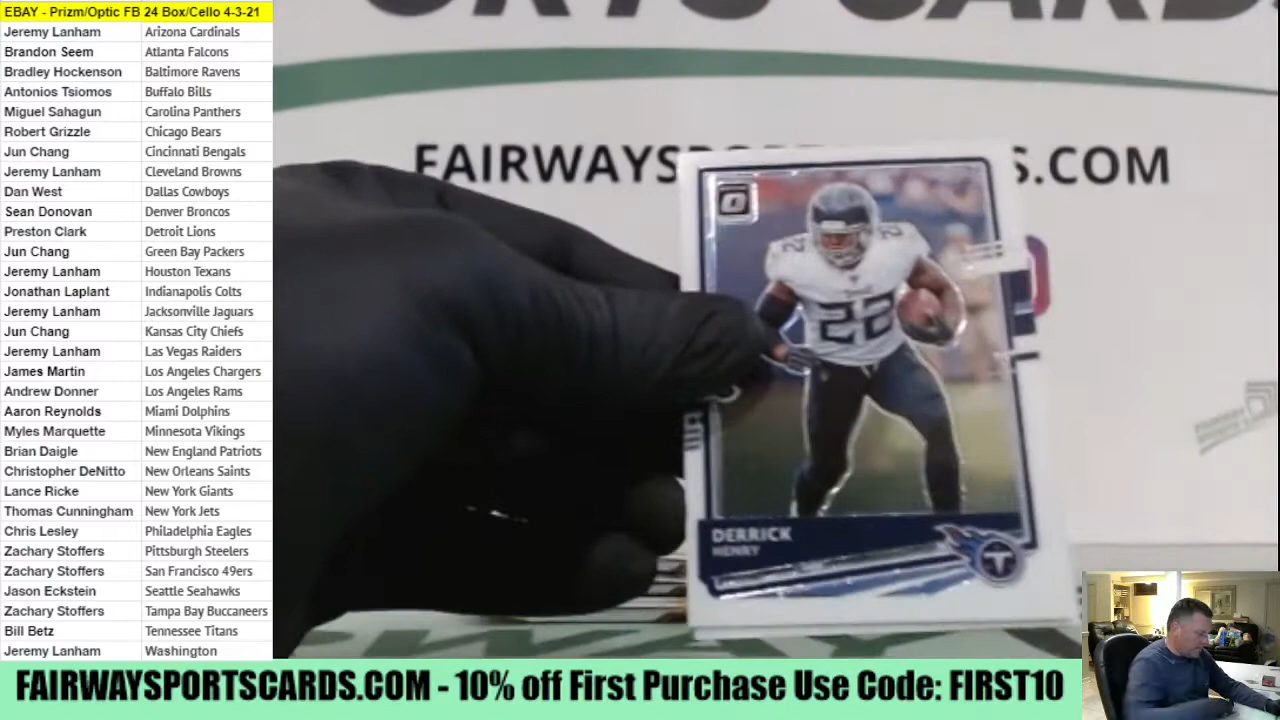 EBAY - Prizm/Optic FB 24 Box/Cello 4-3-21
Jeremy Lanham Arizona Cardinals
Brandon Seem Atlanta Falcons
Bradley Hockenson Baltimore Ravens
Antonios Tsiomos Buffalo Bills
Miguel Sahagun Carolina Panthers
Robert Grizzle Chicago Bears
Jun Chang Cincinnati Bengals
Jeremy Lanham Cleveland Browns
Dan West Dallas Cowboys
Sean Donovan Denver Broncos
Preston Clark Detroit Lions
Jun Chang Green Bay Packers
Jeremy Lanham Houston Texans
Jonathan Laplant Indianapolis Colts
Jeremy Lanham Jacksonville Jaguars
Jun Chang Kansas City Chiefs
Jeremy Lanham Las Vegas Raiders
James Martin Los Angeles Chargers
Andrew Donner Los Angeles Rams
Aaron Reynolds Miami Dolphins
Myles Marquette Minnesota Vikings
Brian Daigle New England Patriots
Christopher DeNitto New Orleans Saints
Lance Ricke New York Giants
Thomas Cunningham New York Jets
Chris Lesley Philadelphia Eagles
Zachary Stoffers Pittsburgh Steelers
Zachary Stoffers San Francisco 49ers
Jason Eckstein Seattle Seahawks
Zachary Stoffers Tampa Bay Buccaneers
Bill Betz Tennessee Titans
Jeremy Lanham Washington
CARDS
FAIRWAYSP S.COM
22
22
DERRICK
HENRY
T
FAIRWAYSPORTSCARDS.COM - 10% off First Purchase Use Code: FIRST10